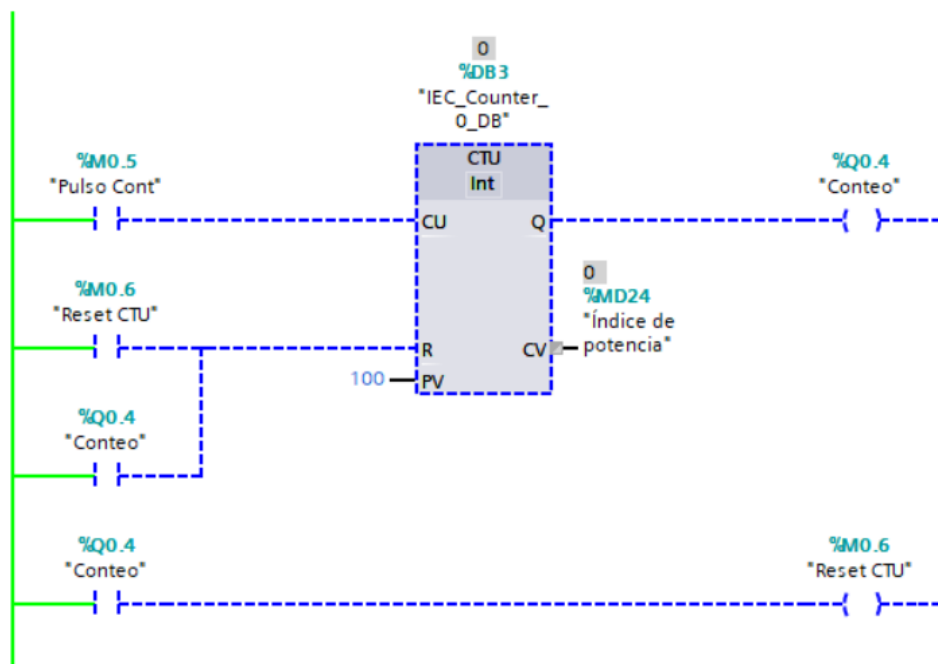 0
%DB3
"IEC_Counter_
0_DB"
CTU
Int
%M0.5
"Pulso Cont"
CU
Q
%Q0.4
"Conteo"
%M0.6
"Reset CTU"
R
CV
0
%MD24
"Índice de
potencia"
100
PV
%Q0.4
"Conteo"
%Q0.4
"Conteo"
%M0.6
"Reset CTU"